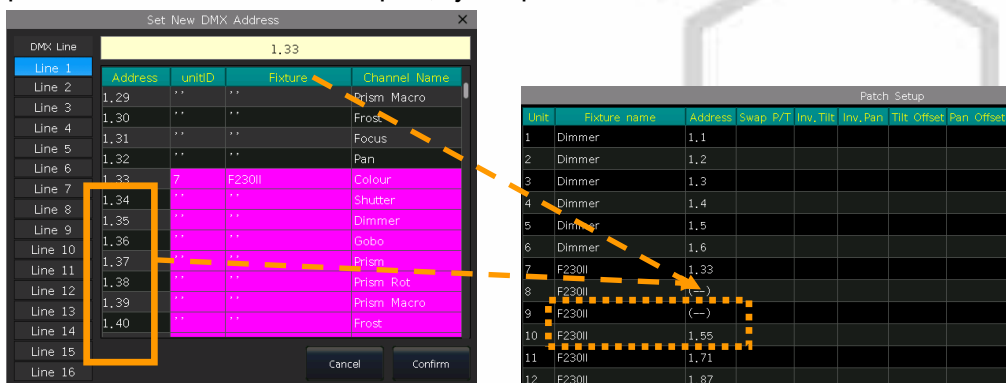 Set New DMX Address ×
DMX Line
1.33
Line 1
Line 2
Line 3
Line 4
Line 5
Line 6
Line 7
Line 8
Line 9
Line 10
Line 11
Line 12
Line 13
Line 14
Line 15
Line 16
Address unitID Fixture Channel Name
1.29 '' '' Prism Macro
1.30 '' '' Frost
1.31 '' '' Focus
1.32 '' '' Pan
1.33 7 F230II Colour
1.34 '' '' Shutter
1.35 '' '' Dimmer
1.36 '' '' Gobo
1.37 '' '' Prism
1.38 '' '' Prism Rot
1.39 '' '' Prism Macro
1.40 '' '' Frost
Cancel Confirm
Patch Setup
Unit Fixture name Address Swap P/T Inv.Tilt Inv.Pan Tilt Offset Pan Offset
1 Dimmer 1.1
2 Dimmer 1.2
3 Dimmer 1.3
4 Dimmer 1.4
5 Dimmer 1.5
6 Dimmer 1.6
7 F230II 1.33
8 F230II (--)
9 F230II (--)
10 F230II 1.55
11 F230II 1.71
12 F230II 1.87